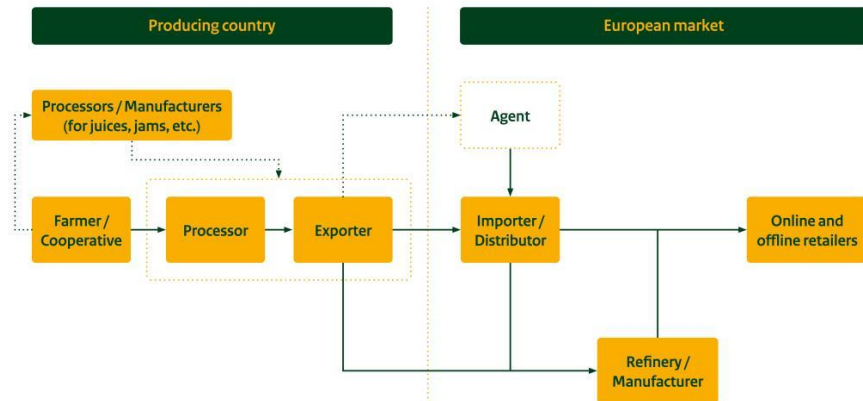 Producing country
European market
Processors / Manufacturers
(for juices, jams, etc.)
Agent
Farmer /
Cooperative
Processor
Exporter
Importer /
Distributor
Online and
offline retailers
Refinery /
Manufacturer